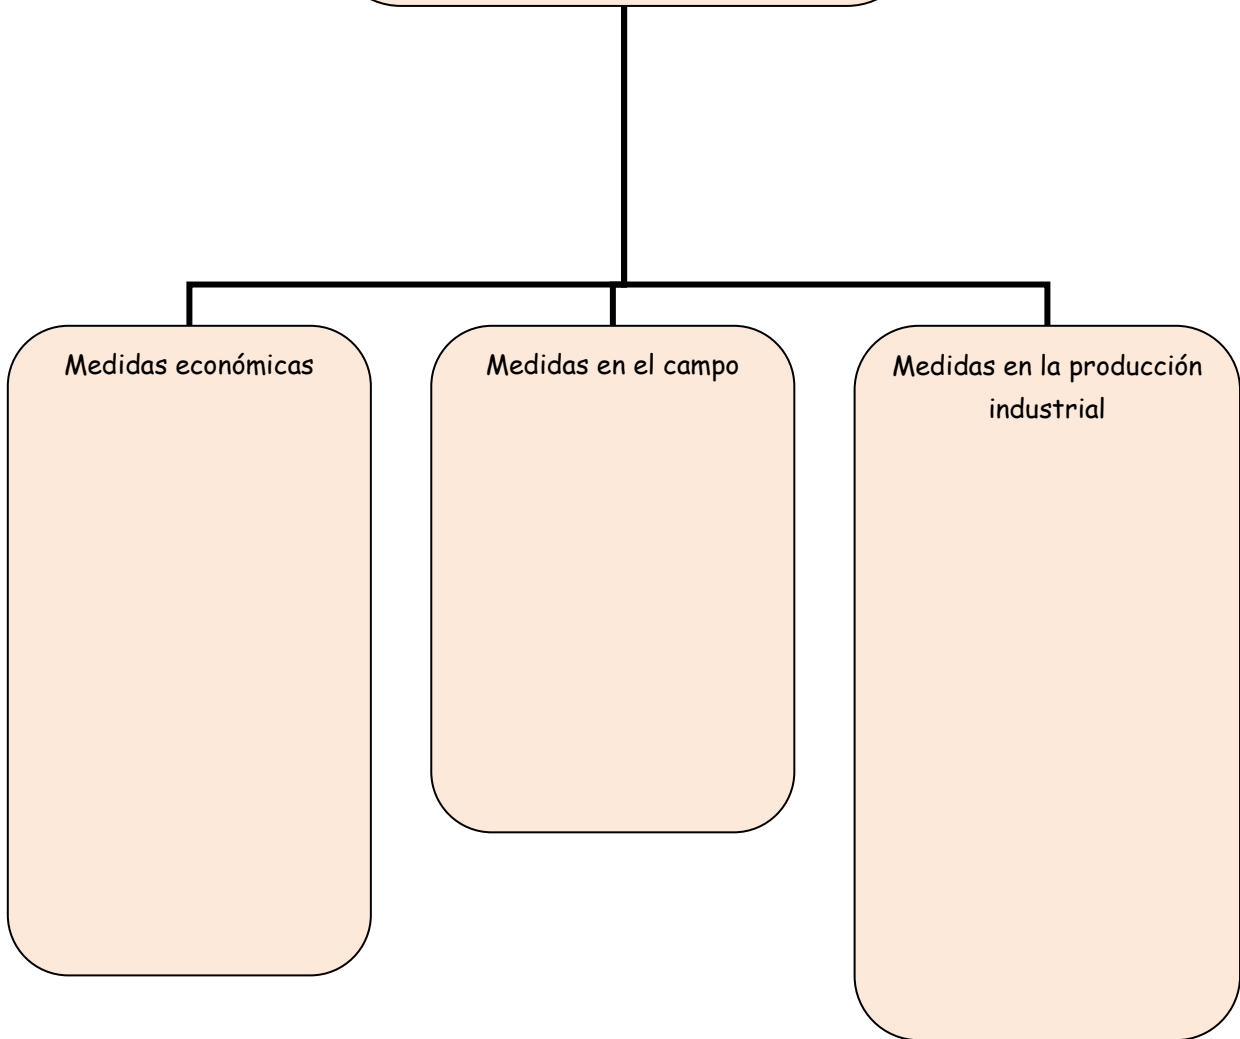 Medidas económicas
Medidas en el campo
Medidas en la producción
industrial